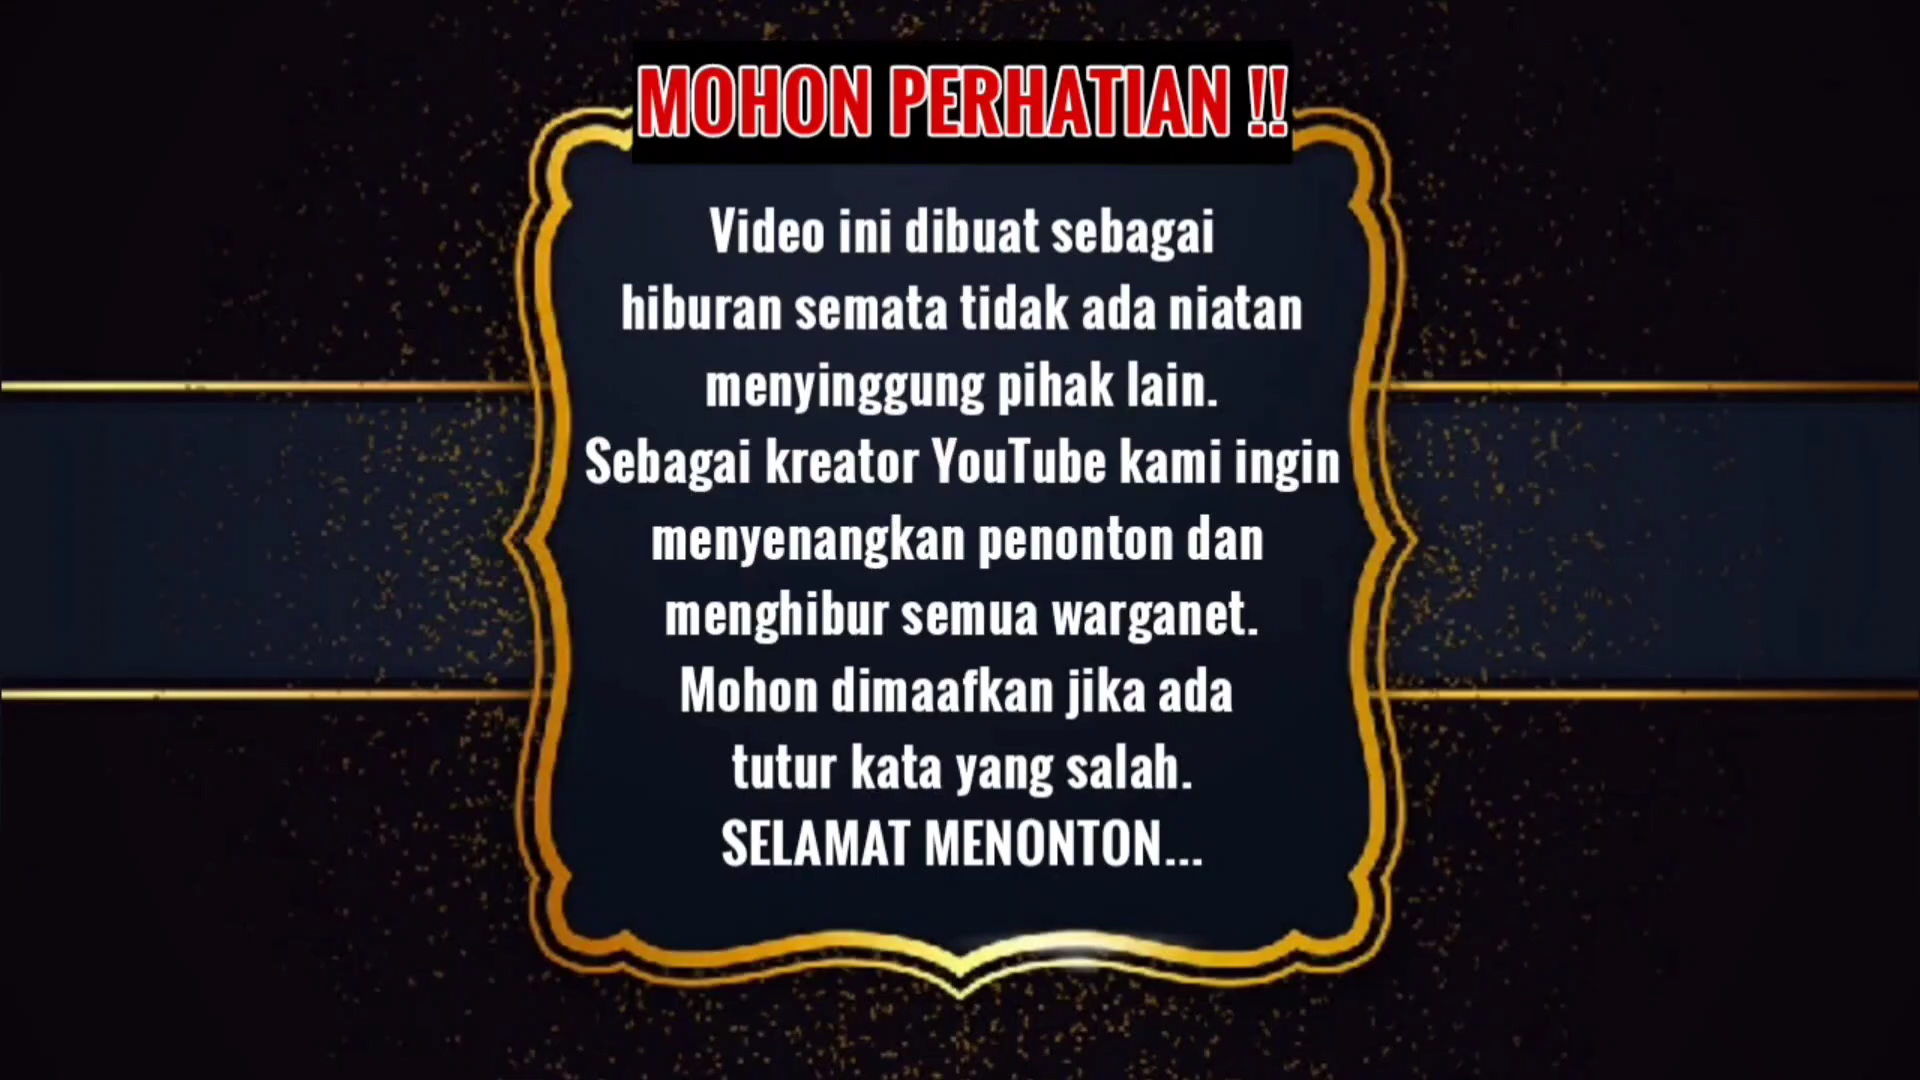 MOHON PERHATIAN !!
Video ini dibuat sebagai
hiburan semata tidak ada niatan
menyinggung pihak lain.
Sebagai kreator YouTube kami ingin
menyenangkan penonton dan
menghibur semua warganet.
Mohon dimaafkan jika ada
tutur kata yang salah.
SELAMAT MENONTON...